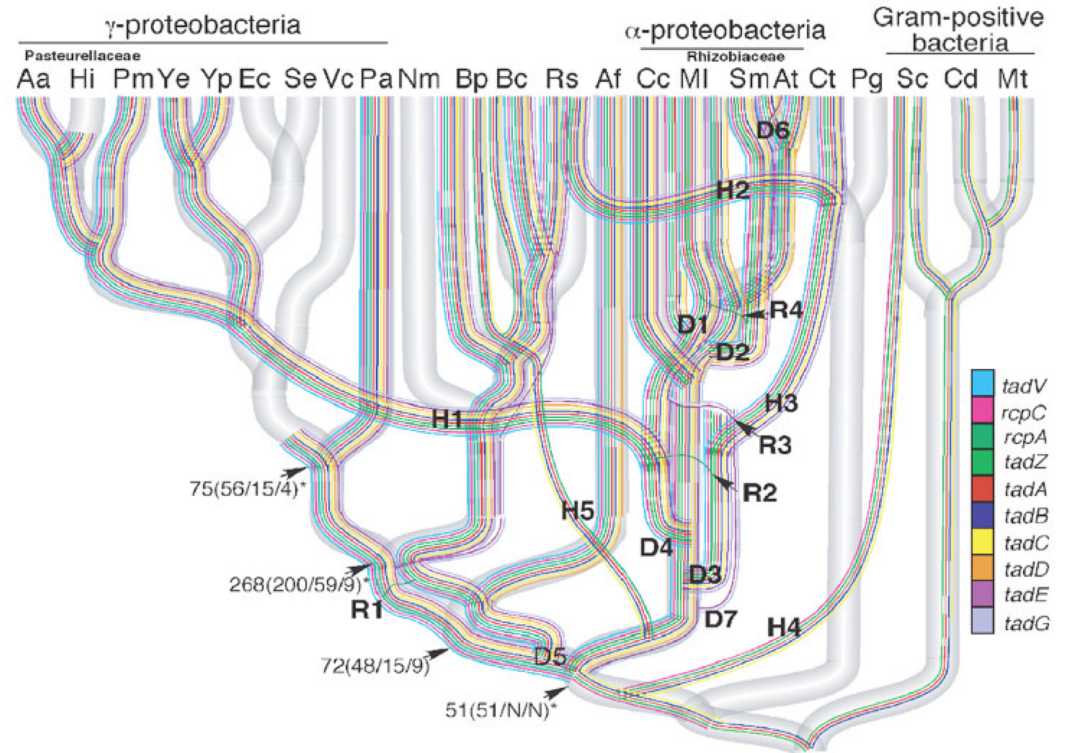 γ-proteobacteria
α-proteobacteria
Gram-positive
bacteria
Pasteurellaceae
Rhizobiaceae
Aa Hi Pm Ye Yp Ec Se Vc Pa Nm Bp Bc Rs Af Cc Ml Sm At Ct Pg Sc Cd Mt
D6
H2
R4
D1
D2
H3
H1
R3
R2
75(56/15/4)*
H5
D4
D3
268(200/59/9)*
R1
D7
H4
72(48/15/9)
D5
51(51/N/N)*
tadV
rcpC
rcpA
tadZ
tadA
tadB
tadC
tadD
tadE
tadG